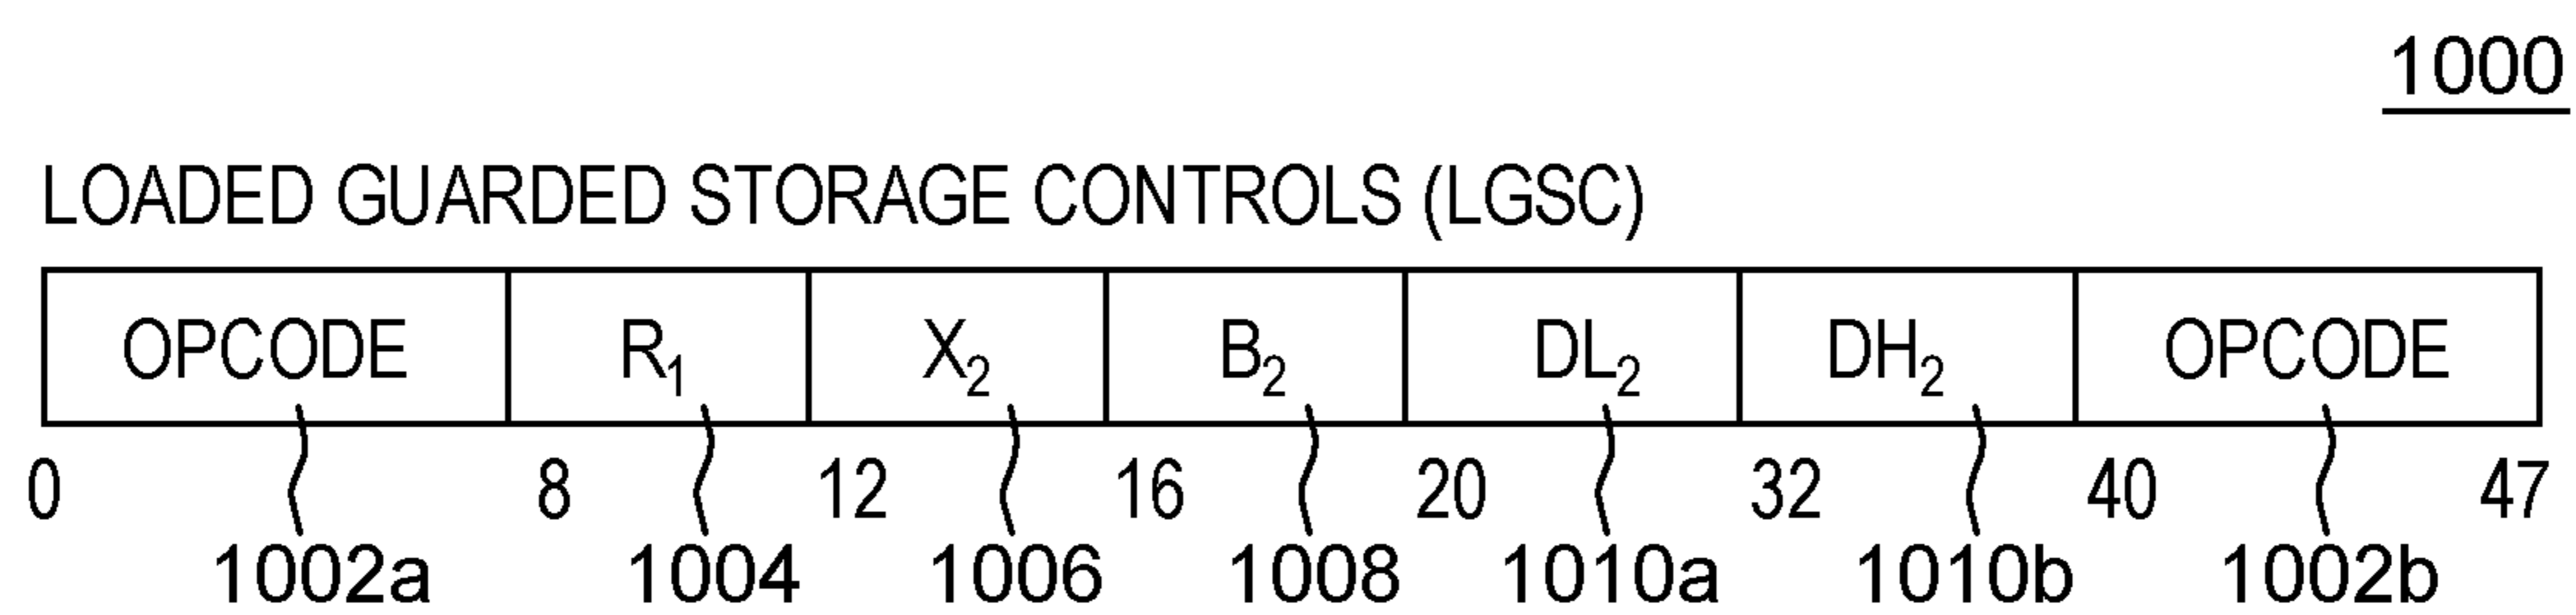 1000
LOADED GUARDED STORAGE CONTROLS (LGSC)
OPCODE R₁ X₂ B₂ DL₂ DH₂ OPCODE
0 8 12 16 20 32 40 47
1002a 1004 1006 1008 1010a 1010b 1002b